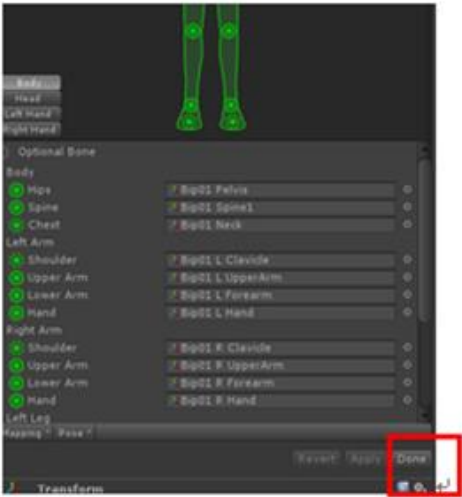 Body
Head
Left Hand
Right Hand
Optional Bone
Body
Hips Bip01 Pelvis
Spine Bip01 Spine1
Chest Bip01 Neck
Left Arm
Shoulder Bip01 L Clavicle
Upper Arm Bip01 L UpperArm
Lower Arm Bip01 L Forearm
Hand Bip01 L Hand
Right Arm
Shoulder Bip01 R Clavicle
Upper Arm Bip01 R UpperArm
Lower Arm Bip01 R Forearm
Hand Bip01 R Hand
Left Leg
Mapping Pose
Revert Apply Done
Transform